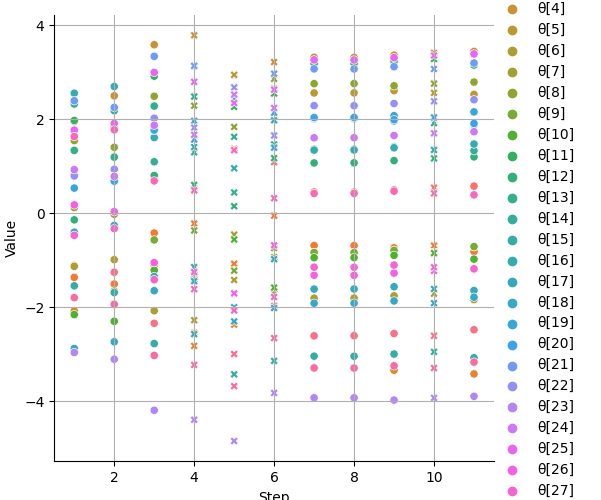 4
2
0
−2
−4
Value
2
4
6
8
10
Step
θ[4]
θ[5]
θ[6]
θ[7]
θ[8]
θ[9]
θ[10]
θ[11]
θ[12]
θ[13]
θ[14]
θ[15]
θ[16]
θ[17]
θ[18]
θ[19]
θ[20]
θ[21]
θ[22]
θ[23]
θ[24]
θ[25]
θ[26]
θ[27]